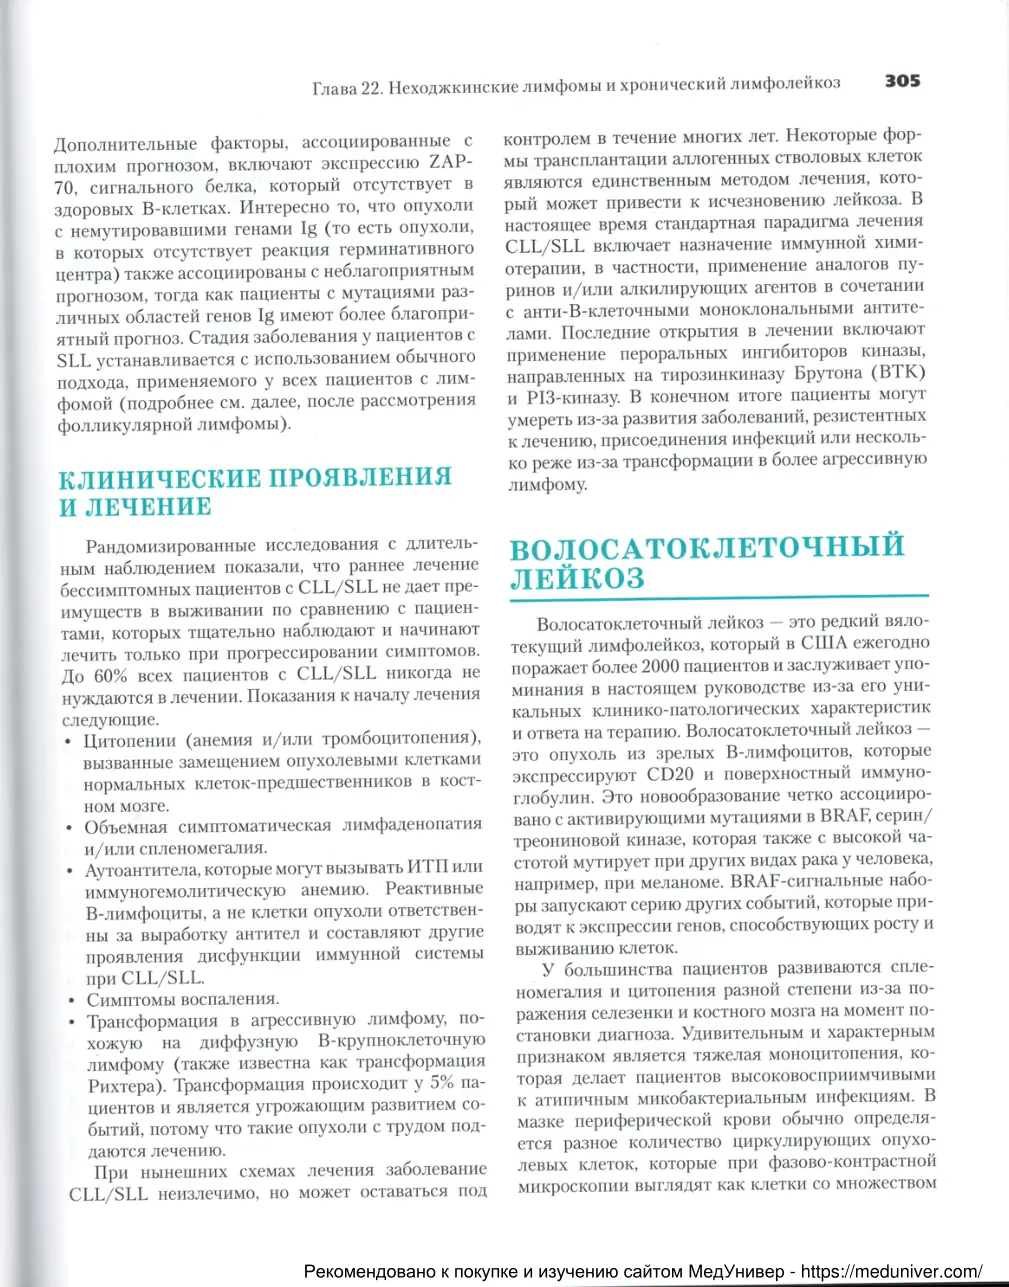 Глава 22. Неходжкинские лимфомы и хронический лимфолейкоз 305
Дополнительные факторы, ассоциированные с
плохим прогнозом, включают экспрессию ZAP-
70, сигнального белка, который отсутствует в
здоровых В-клетках. Интересно то, что опухоли
с немутировавшими генами Ig (то есть опухоли,
в которых отсутствует реакция герминативного
центра) также ассоциированы с неблагоприятным
прогнозом, тогда как пациенты с мутациями раз-
личных областей генов Ig имеют более благопри-
ятный прогноз. Стадия заболевания у пациентов с
SLL устанавливается с использованием обычного
подхода, применяемого у всех пациентов с лим-
фомой (подробнее см. далее, после рассмотрения
фолликулярной лимфомы).
КЛИНИЧЕСКИЕ ПРОЯВЛЕНИЯ
И ЛЕЧЕНИЕ
Рандомизированные исследования с длитель-
ным наблюдением показали, что раннее лечение
бессимптомных пациентов с CLL/SLL не дает пре-
имуществ в выживании по сравнению с пациен-
тами, которых тщательно наблюдают и начинают
лечить только при прогрессировании симптомов.
До 60% всех пациентов с CLL/SLL никогда не
нуждаются в лечении. Показания к началу лечения
следующие.
• Цитопении (анемия и/или тромбоцитопения),
вызванные замещением опухолевыми клетками
нормальных клеток-предшественников в кост-
ном мозге.
• Объемная симптоматическая лимфаденопатия
и/или спленомегалия.
• Аутоантитела, которые могут вызывать ИТП или
иммуногемолитическую анемию. Реактивные
В-лимфоциты, а не клетки опухоли ответствен-
ны за выработку антител и составляют другие
проявления дисфункции иммунной системы
при CLL/SLL.
• Симптомы воспаления.
• Трансформация в агрессивную лимфому, по-
хожую на диффузную В-крупноклеточную
лимфому (также известна как трансформация
Рихтера). Трансформация происходит у 5% па-
циентов и является угрожающим развитием со-
бытий, потому что такие опухоли с трудом под-
даются лечению.
При нынешних схемах лечения заболевание
CLL/SLL неизлечимо, но может оставаться под
контролем в течение многих лет. Некоторые фор-
мы трансплантации аллогенных стволовых клеток
являются единственным методом лечения, кото-
рый может привести к исчезновению лейкоза. В
настоящее время стандартная парадигма лечения
CLL/SLL включает назначение иммунной хими-
отерапии, в частности, применение аналогов пу-
ринов и/или алкилирующих агентов в сочетании
с анти-В-клеточными моноклональными антите-
лами. Последние открытия в лечении включают
применение пероральных ингибиторов киназы,
направленных на тирозинкиназу Брутона (BTK)
и PI3-киназу. В конечном итоге пациенты могут
умереть из-за развития заболеваний, резистентных
к лечению, присоединения инфекций или несколь-
ко реже из-за трансформации в более агрессивную
лимфому.
ВОЛОСАТОКЛЕТОЧНЫЙ
ЛЕЙКОЗ
Волосатоклеточный лейкоз — это редкий вяло-
текущий лимфолейкоз, который в США ежегодно
поражает более 2000 пациентов и заслуживает упо-
минания в настоящем руководстве из-за его уни-
кальных клинико-патологических характеристик
и ответа на терапию. Волосатоклеточный лейкоз —
это опухоль из зрелых В-лимфоцитов, которые
экспрессируют CD20 и поверхностный иммуно-
глобулин. Это новообразование четко ассоцииро-
вано с активирующими мутациями в BRAF, серин/
треониновой киназе, которая также с высокой ча-
стотой мутирует при других видах рака у человека,
например, при меланоме. BRAF-сигнальные набо-
ры запускают серию других событий, которые при-
водят к экспрессии генов, способствующих росту и
выживанию клеток.
У большинства пациентов развиваются спле-
номегалия и цитопения разной степени из-за по-
ражения селезенки и костного мозга на момент по-
становки диагноза. Удивительным и характерным
признаком является тяжелая моноцитопения, ко-
торая делает пациентов высоковосприимчивыми
к атипичным микобактериальным инфекциям. В
мазке периферической крови обычно определя-
ется разное количество циркулирующих опухо-
левых клеток, которые при фазово-контрастной
микроскопии выглядят как клетки со множеством
Рекомендовано к покупке и изучению сайтом МедУнивер - https://meduniver.com/